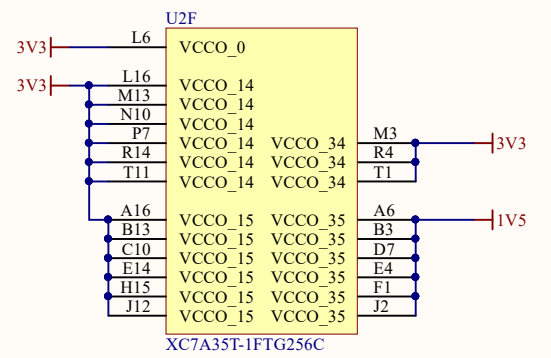 U2F
3V3 L6 VCCO_0
3V3 L16 VCCO_14
M13 VCCO_14
N10 VCCO_14
P7 VCCO_14 VCCO_34 M3 3V3
R14 VCCO_14 VCCO_34 R4
T11 VCCO_14 VCCO_34 T1
A16 VCCO_15 VCCO_35 A6 1V5
B13 VCCO_15 VCCO_35 B3
C10 VCCO_15 VCCO_35 D7
E14 VCCO_15 VCCO_35 E4
H15 VCCO_15 VCCO_35 F1
J12 VCCO_15 VCCO_35 J2
XC7A35T-1FTG256C